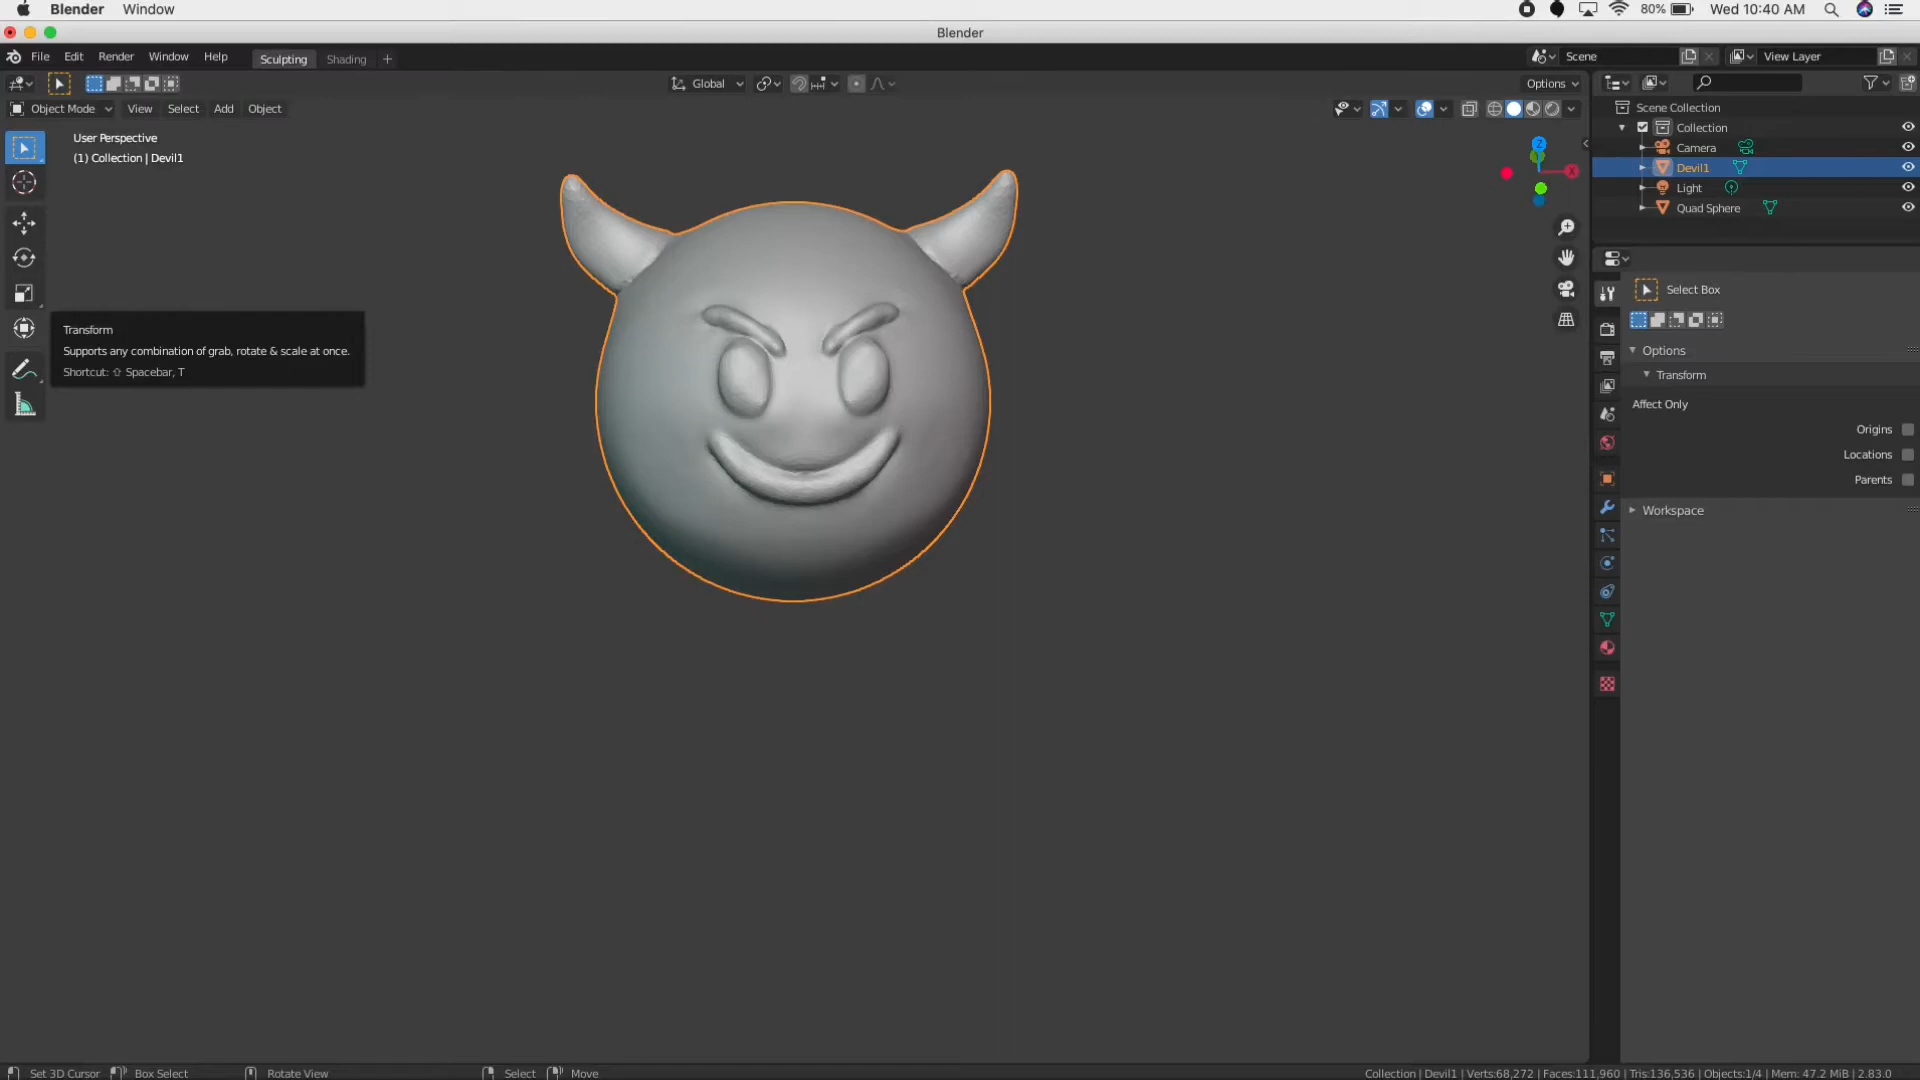 Blender Window
80% Wed 10:40 AM
Blender
File Edit Render Window Help Sculpting Shading +
Scene View Layer
Global Options
Object Mode View Select Add Object
User Perspective
(1) Collection | Devil1
Z
X
Transform
Supports any combination of grab, rotate & scale at once.
Shortcut: ⇧ Spacebar, T
Scene Collection
Collection
Camera
Devil1
Light
Quad Sphere
Select Box
Options
Transform
Affect Only
Origins
Locations
Parents
Workspace
Set 3D Cursor Box Select Rotate View Select Move
Collection | Devil1 | Verts:68,272 | Faces:111,960 | Tris:136,536 | Objects:1/4 | Mem: 47.2 MiB | 2.83.0